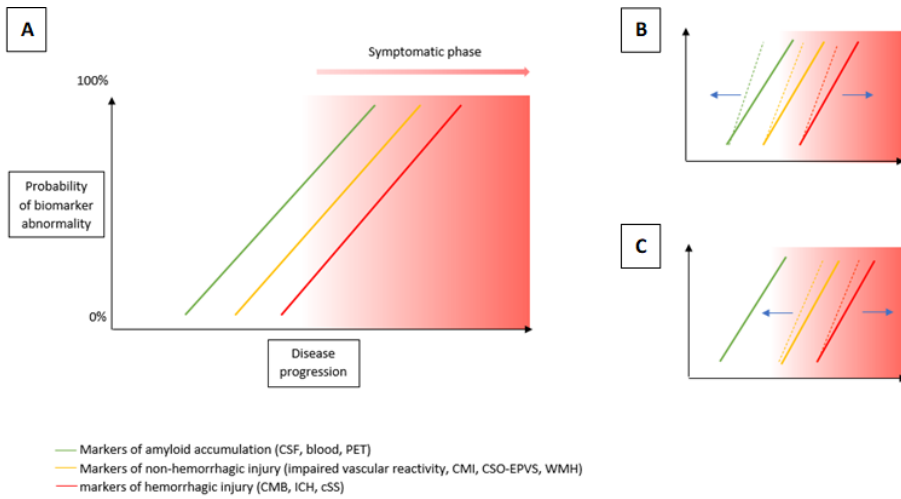 A
Symptomatic phase
100%
Probability
of biomarker
abnormality
0%
Disease
progression
B
C
Markers of amyloid accumulation (CSF, blood, PET)
Markers of non-hemorrhagic injury (impaired vascular reactivity, CMI, CSO-EPVS, WMH)
markers of hemorrhagic injury (CMB, ICH, cSS)